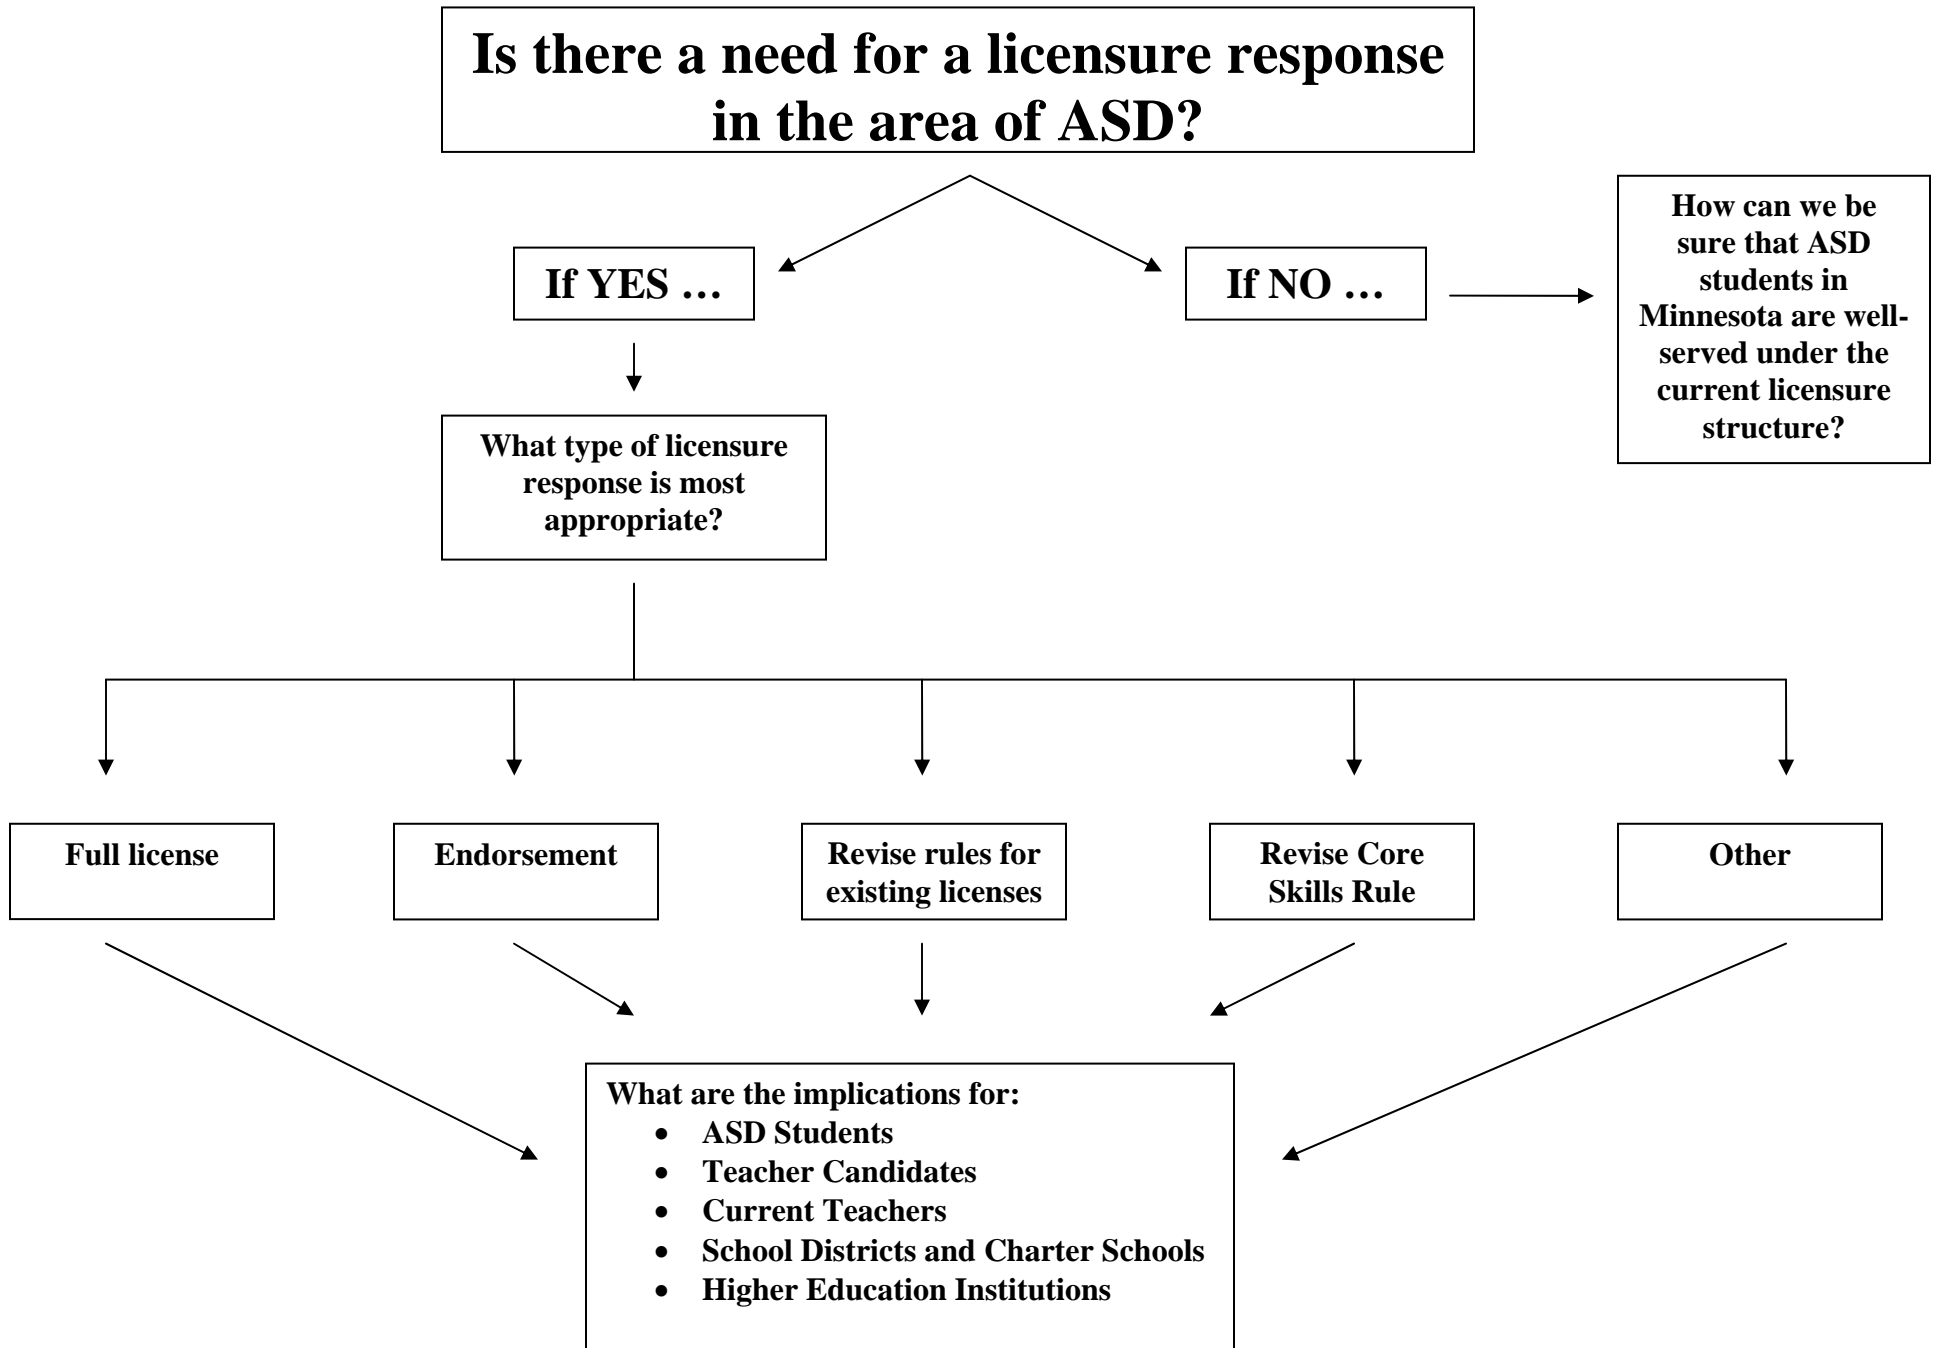 Is there a need for a licensure response
in the area of ASD?
If YES …
If NO …
How can we be
sure that ASD
students in
Minnesota are well-
served under the
current licensure
structure?
What type of licensure
response is most
appropriate?
Full license
Endorsement
Revise rules for
existing licenses
Revise Core
Skills Rule
Other
What are the implications for:
• ASD Students
• Teacher Candidates
• Current Teachers
• School Districts and Charter Schools
• Higher Education Institutions